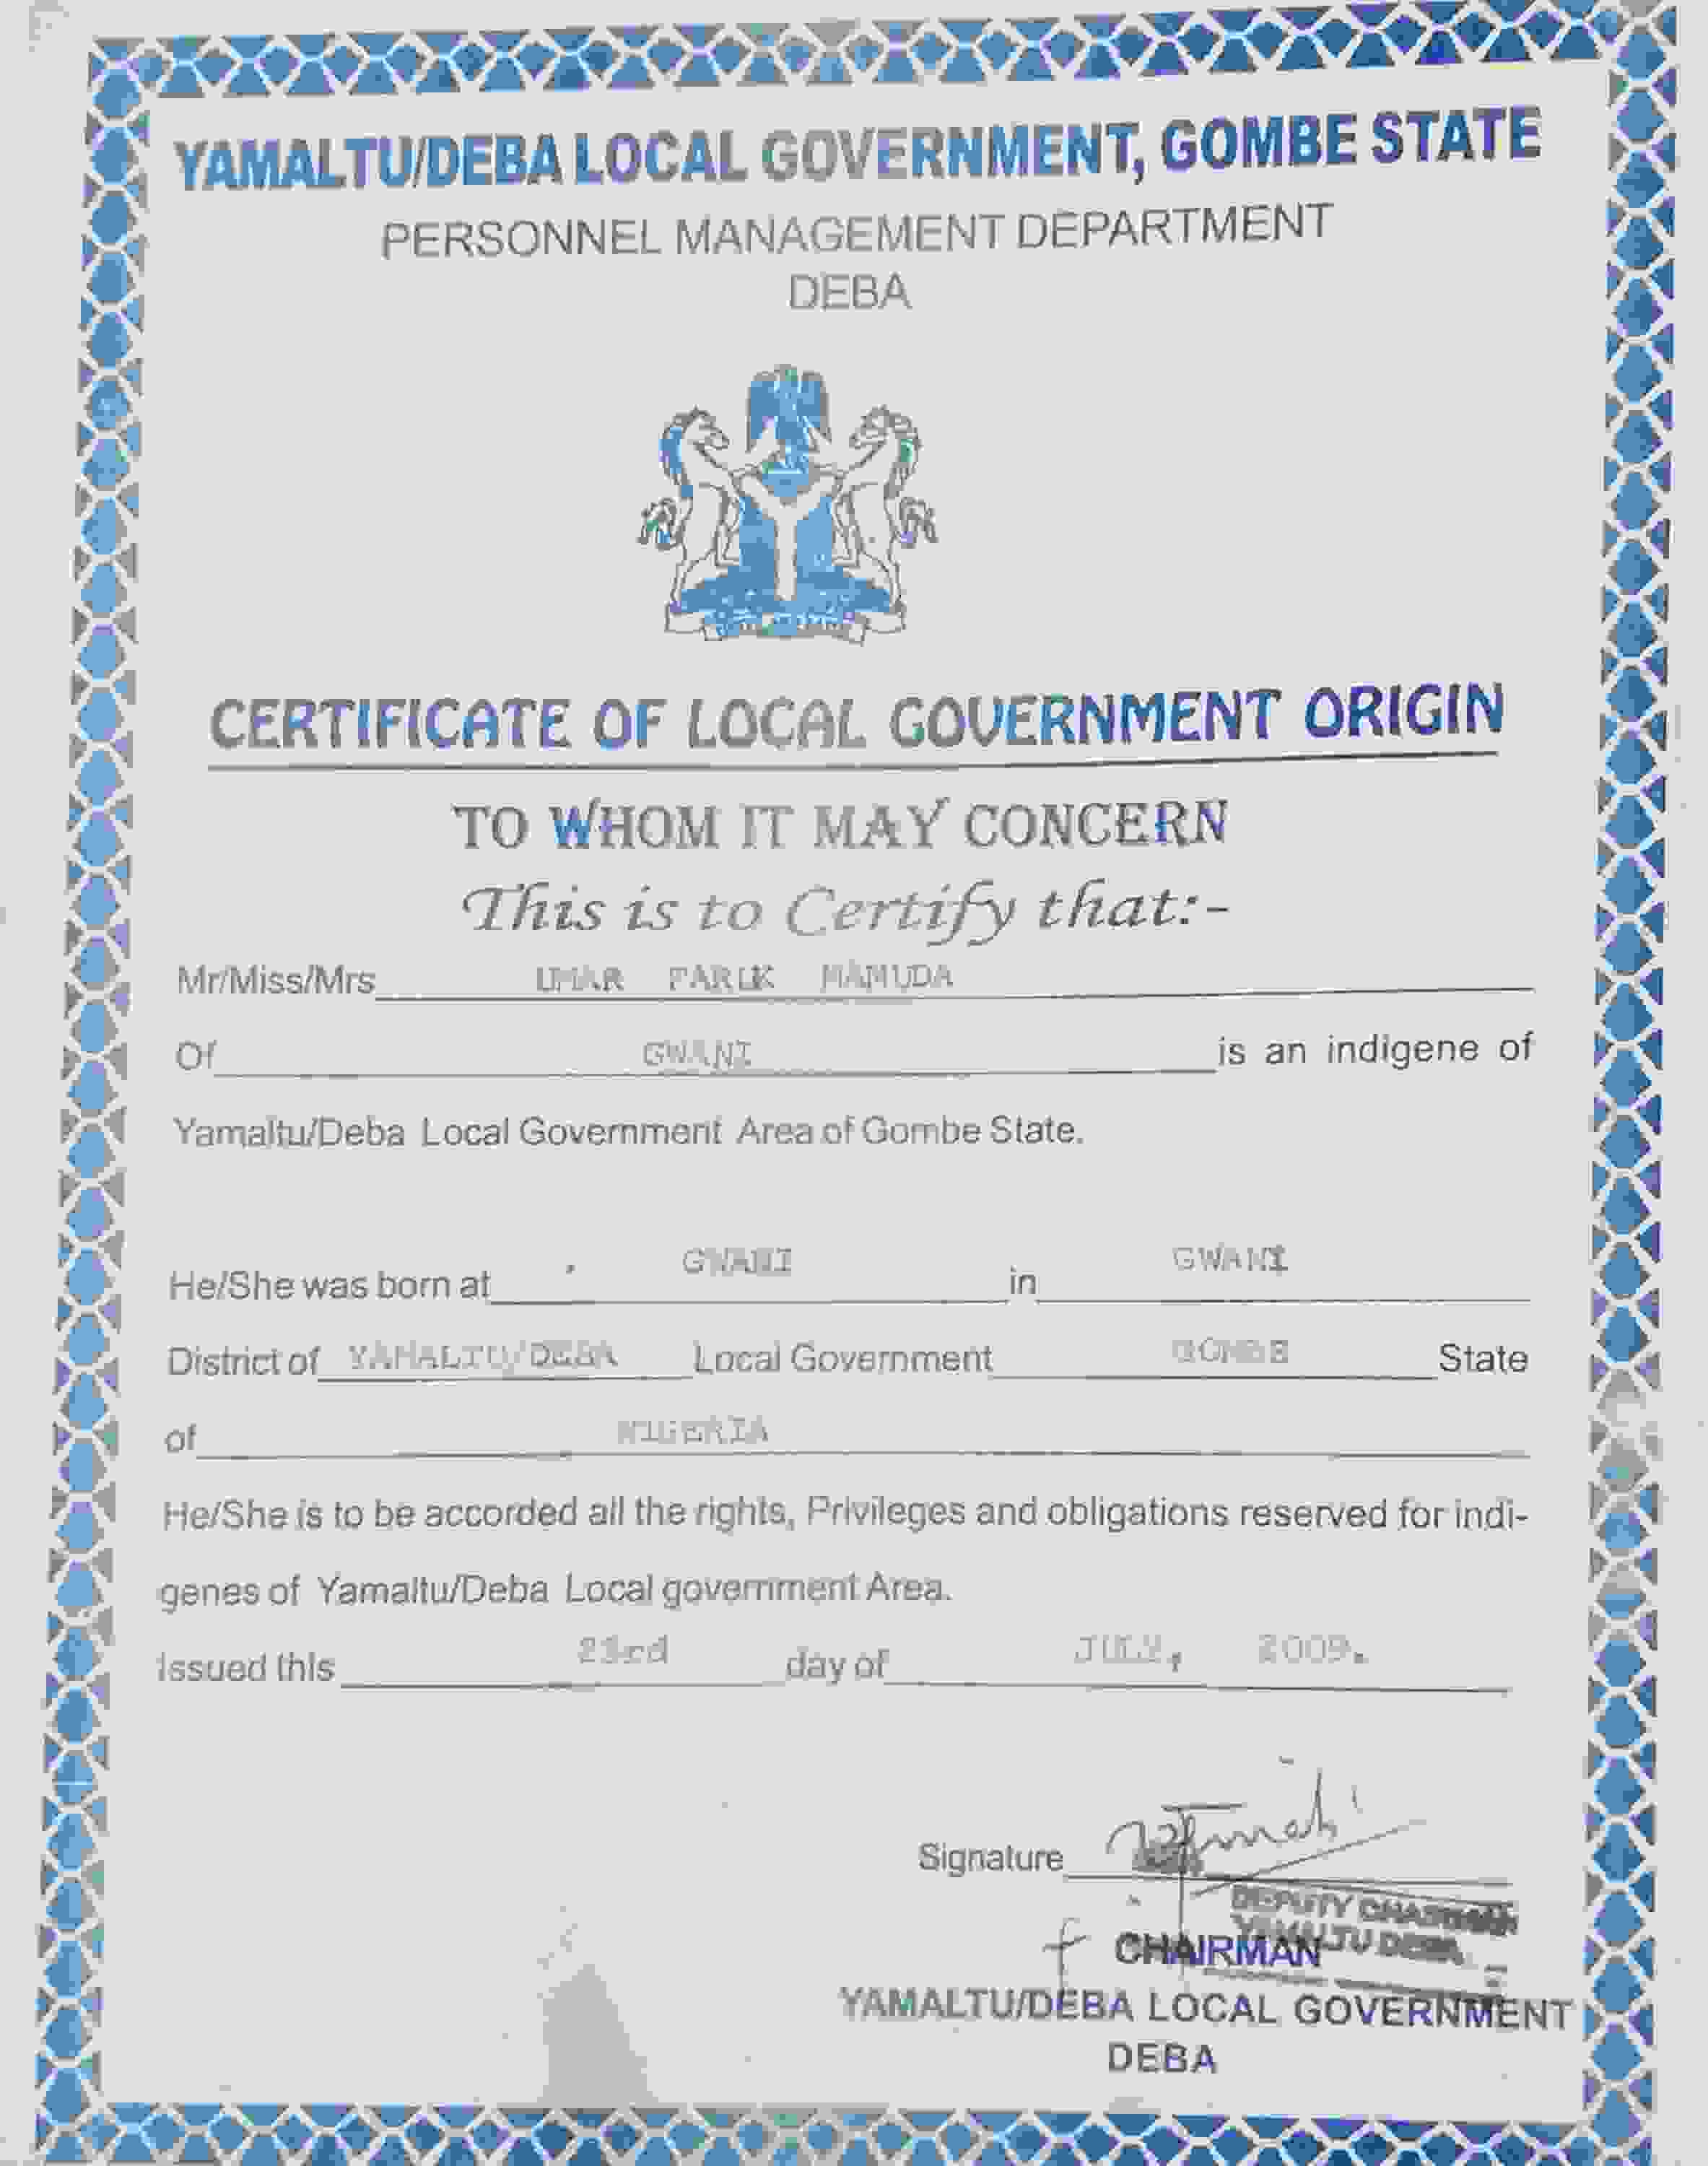 YAMALTU/DEBA LOCAL GOVERNMENT, GOMBE STATE
PERSONNEL MANAGEMENT DEPARTMENT
DEBA
CERTIFICATE OF LOCAL GOVERNMENT ORIGIN
TO WHOM IT MAY CONCERN
This is to Certify that:-
Mr/Miss/Mrs UMAR FARUK MAMUDA
Of GWANI is an indigene of
Yamaltu/Deba Local Government Area of Gombe State.
He/She was born at GWANI in GWANI
District of YAMALTU/DEBA Local Government GOMBE State
of NIGERIA
He/She is to be accorded all the rights, Privileges and obligations reserved for indi-
genes of Yamaltu/Deba Local government Area.
issued this 23rd day of JULY, 2009.
Signature
DEPUTY CHAIRMAN
YAMALTU DEBA
CHAIRMAN
YAMALTU/DEBA LOCAL GOVERNMENT
DEBA